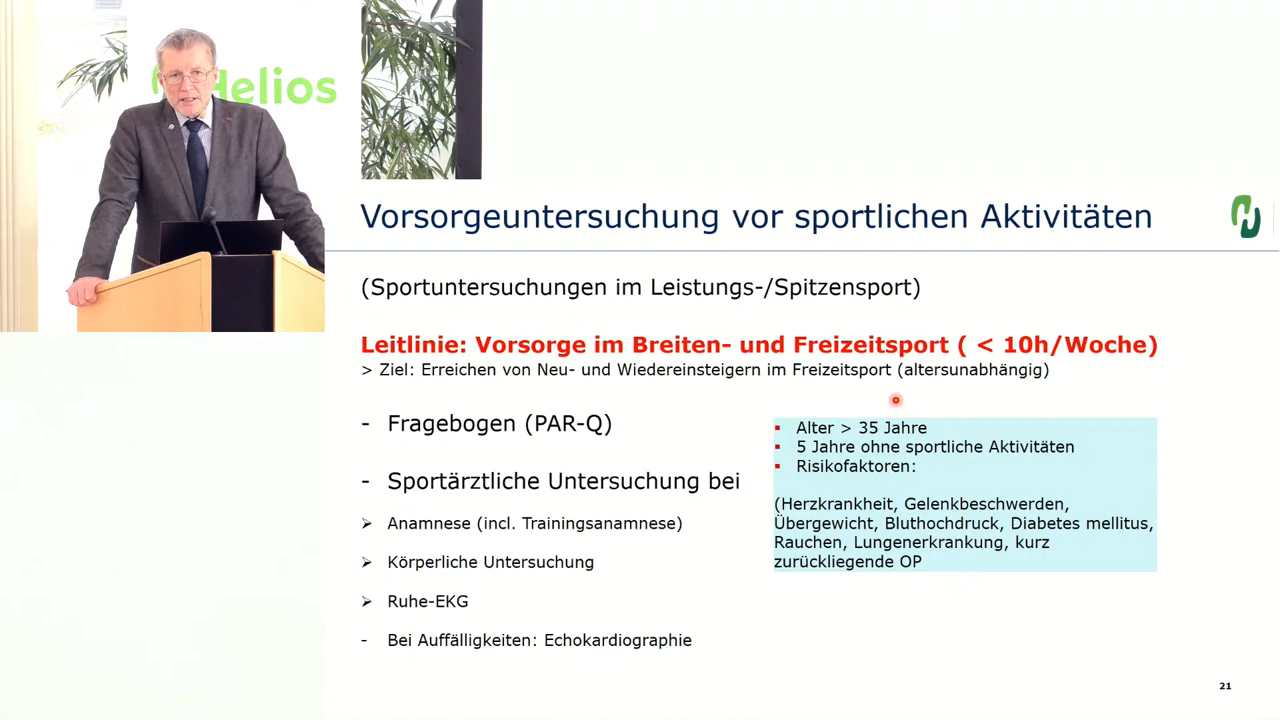 Helios
Vorsorgeuntersuchung vor sportlichen Aktivitäten
(Sportuntersuchungen im Leistungs-/Spitzensport)
Leitlinie: Vorsorge im Breiten- und Freizeitsport ( < 10h/Woche)
> Ziel: Erreichen von Neu- und Wiedereinsteigern im Freizeitsport (altersunabhängig)
- Fragebogen (PAR-Q)
- Sportärztliche Untersuchung bei
➢ Anamnese (incl. Trainingsanamnese)
➢ Körperliche Untersuchung
➢ Ruhe-EKG
- Bei Auffälligkeiten: Echokardiographie
▪ Alter > 35 Jahre
▪ 5 Jahre ohne sportliche Aktivitäten
▪ Risikofaktoren:
(Herzkrankheit, Gelenkbeschwerden,
Übergewicht, Bluthochdruck, Diabetes mellitus,
Rauchen, Lungenerkrankung, kurz
zurückliegende OP
21